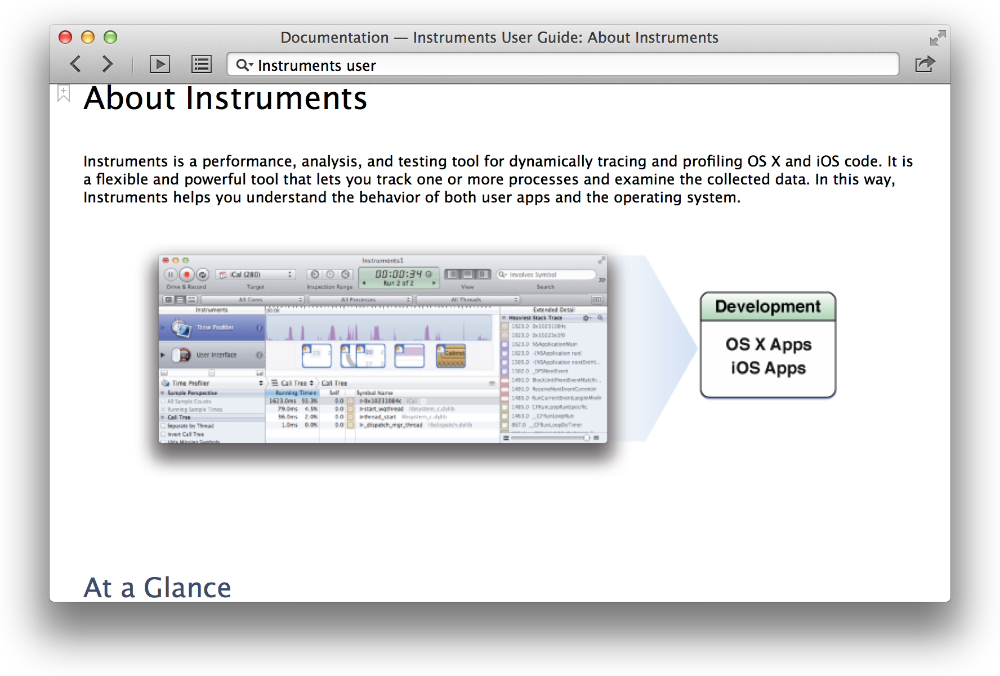 Documentation — Instruments User Guide: About Instruments
Instruments user
About Instruments
Instruments is a performance, analysis, and testing tool for dynamically tracing and profiling OS X and iOS code. It is
a flexible and powerful tool that lets you track one or more processes and examine the collected data. In this way,
Instruments helps you understand the behavior of both user apps and the operating system.
Instruments1
iCal (280)
00:00:34
Run 2 of 2
Involves Symbol
Drive & Record
Target
Inspection Range
View
Search
All Cores
All Processes
All Threads
Instruments
00:00
Extended Detail
Time Profiler
User Interface
23
20
27
Calend
Heaviest Stack Trace
1623.0 0x10231084c
1623.0 0x10223e3f0
1623.0 NSApplicationMain
1623.0 -[NSApplication run]
1505.0 -[NSApplication nextEvent...
1502.0 _DPSNextEvent
1491.0 BlockUntilNextEventMatchi...
1491.0 ReceiveNextEventCommon
1485.0 RunCurrentEventLoopInMode
1485.0 CFRunLoopRunSpecific
1463.0 __CFRunLoopRun
867.0 __CFRunLoopDoTimer
Time Profiler
Call Tree
Call Tree
Sample Perspective
All Sample Counts
Running Sample Times
Call Tree
Separate by Thread
Invert Call Tree
Hide Missing Symbols
Running Time
Self
Symbol Name
1623.0ms 93.3% 0.0 0x10231084c iCal
79.0ms 4.5% 0.0 start_wqthread libsystem_c.dylib
36.0ms 2.0% 0.0 thread_start libsystem_c.dylib
1.0ms 0.0% 0.0 _dispatch_mgr_thread libdispatch.dylib
Development
OS X Apps
iOS Apps
At a Glance